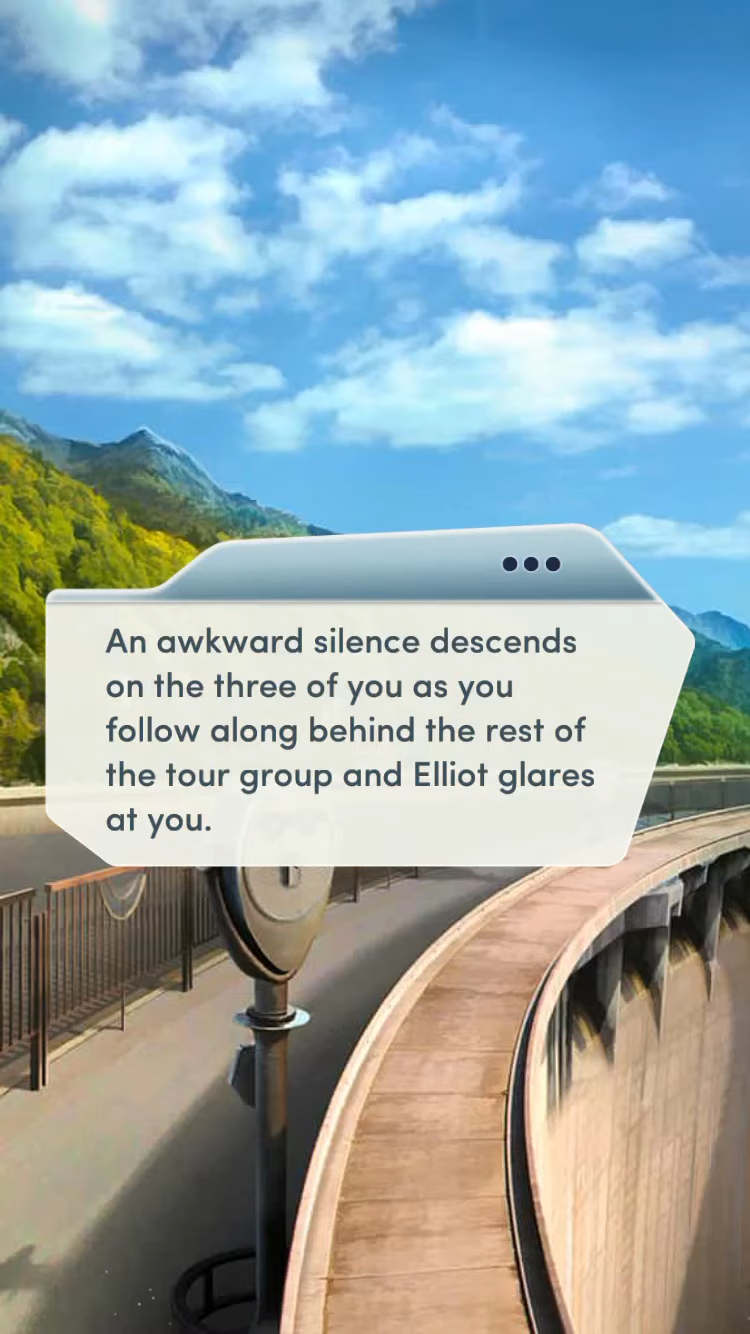 An awkward silence descends
on the three of you as you
follow along behind the rest of
the tour group and Elliot glares
at you.